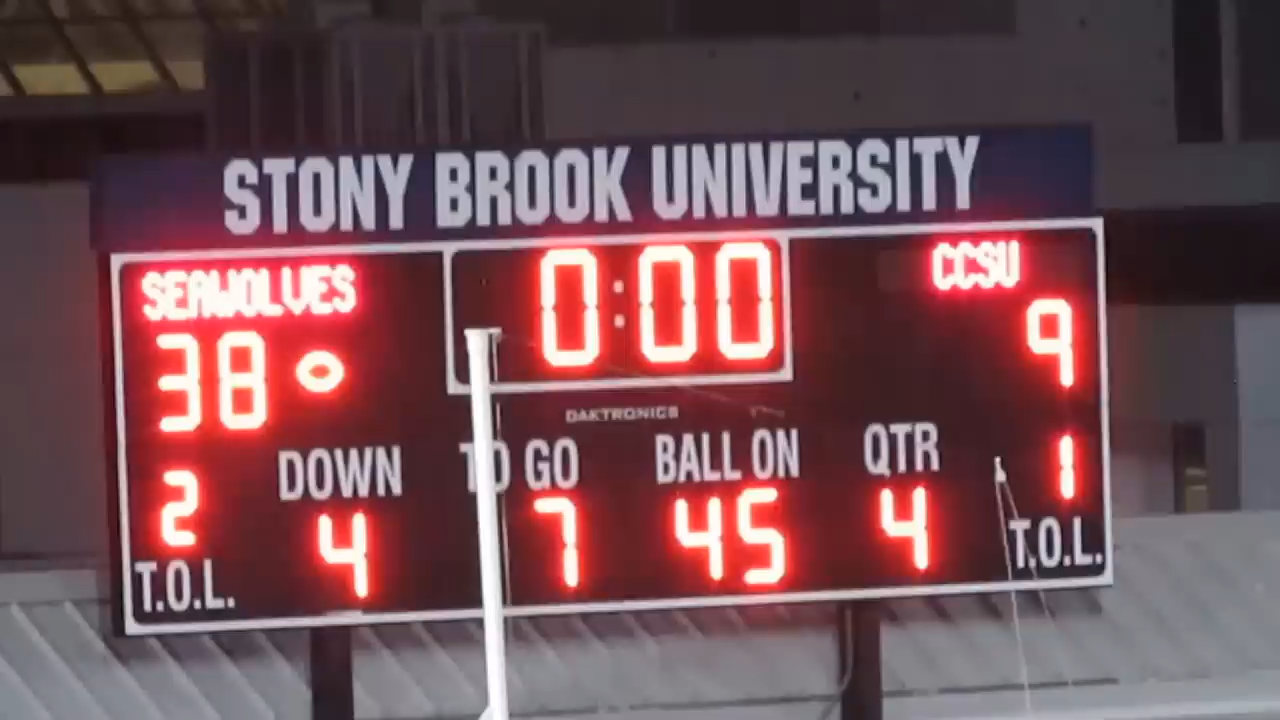 STONY BROOK UNIVERSITY
SEAWOLVES 0:00 CCSU
38 9
DAKTRONICS
DOWN TO GO BALL ON QTR
2 4 7 45 4 1
T.O.L. T.O.L.